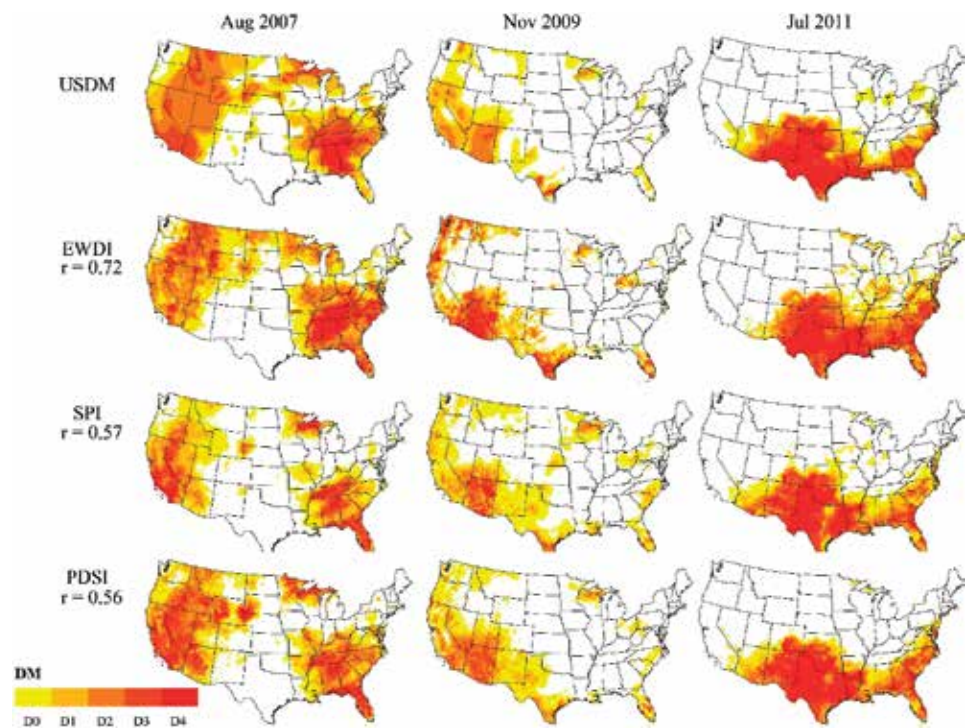 Aug 2007 Nov 2009 Jul 2011
USDM
EWDI
r = 0.72
SPI
r = 0.57
PDSI
r = 0.56
DM
D0 D1 D2 D3 D4